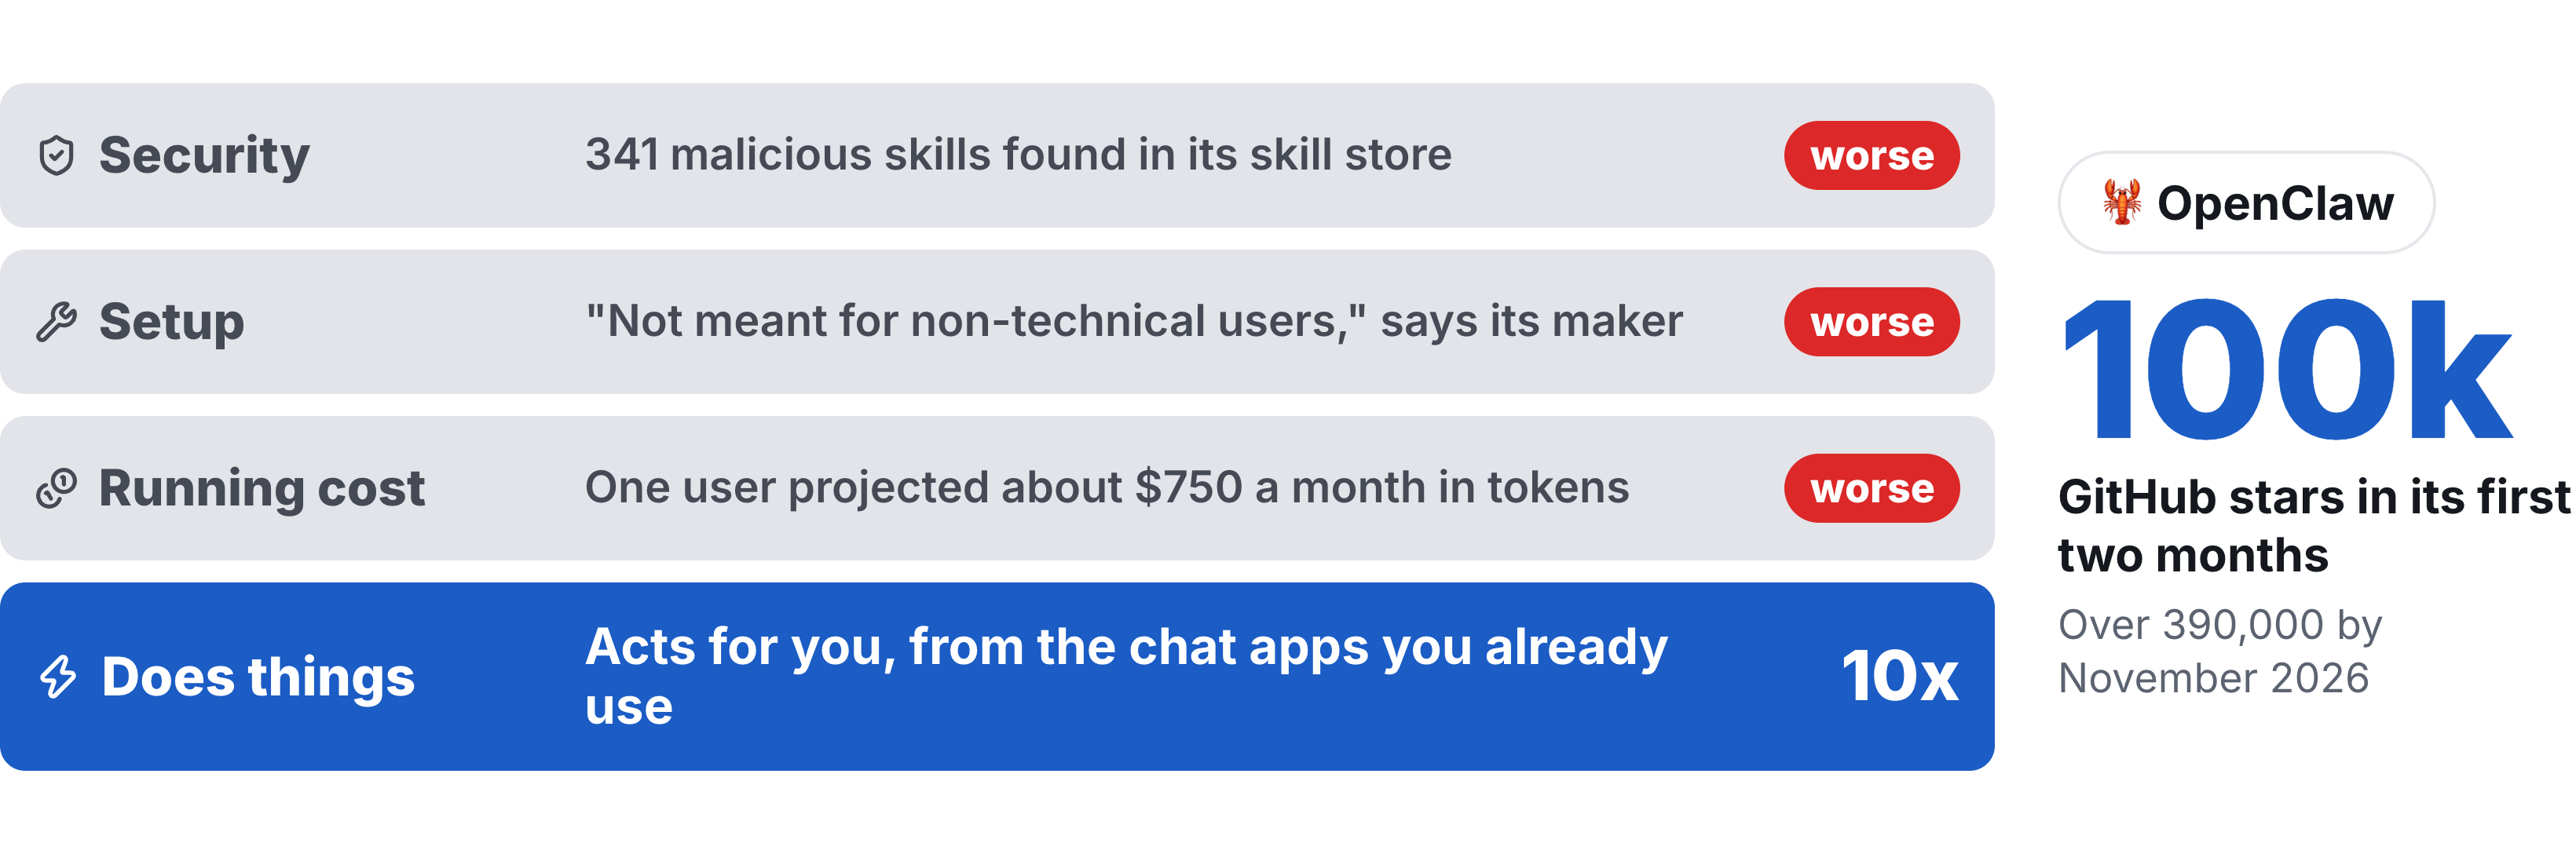 Security
341 malicious skills found in its skill store
worse
Setup
"Not meant for non-technical users," says its maker
worse
Running cost
One user projected about $750 a month in tokens
worse
Does things
Acts for you, from the chat apps you already
use
10x
OpenClaw
100k
GitHub stars in its first
two months
Over 390,000 by
November 2026